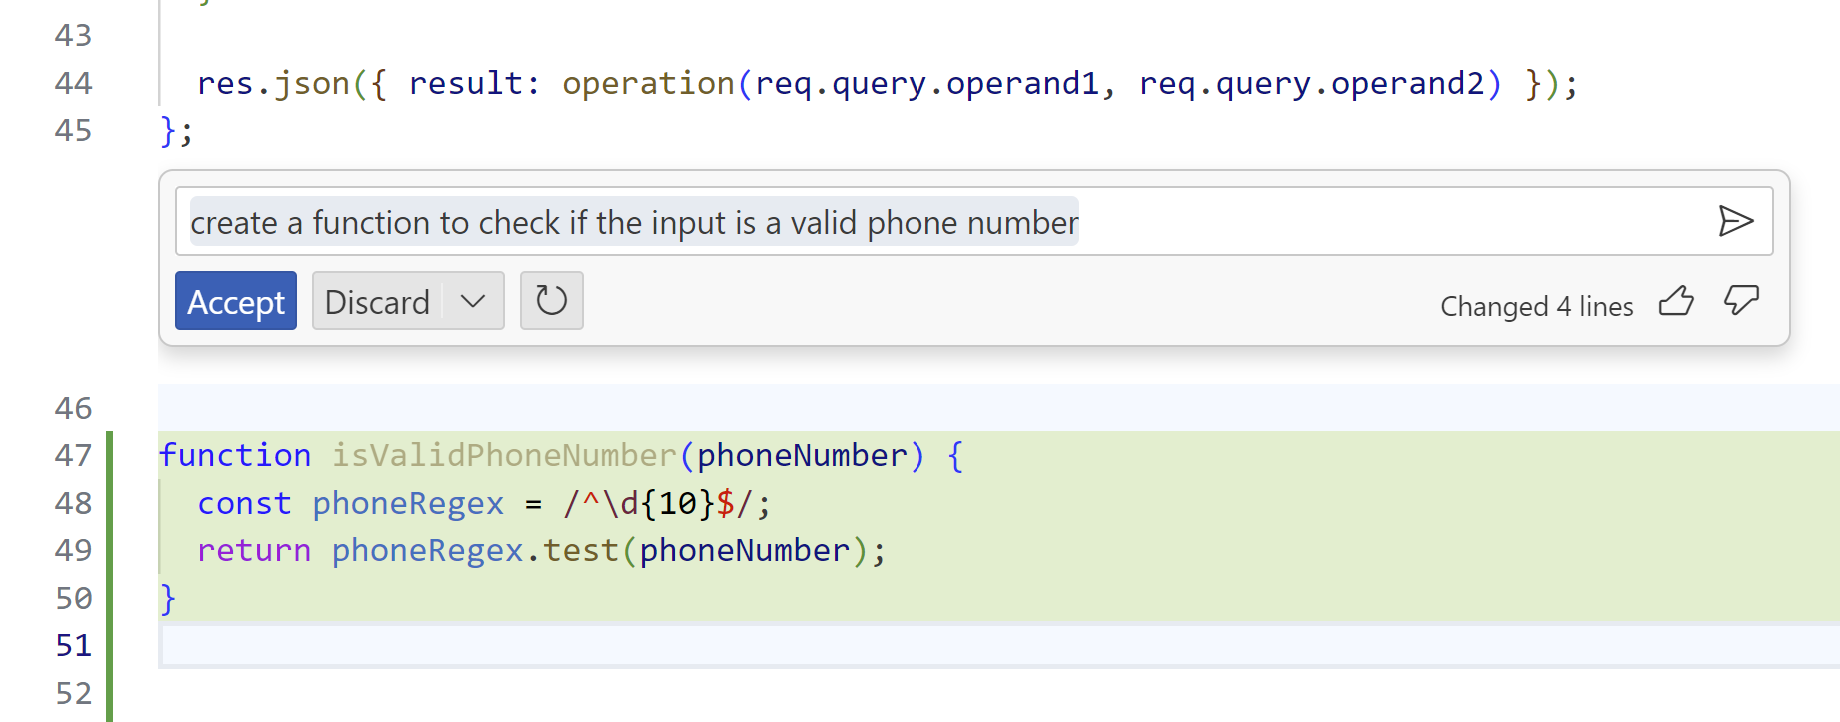 43
44 res.json({ result: operation(req.query.operand1, req.query.operand2) });
45 };
create a function to check if the input is a valid phone number
Accept Discard Changed 4 lines
46
47 function isValidPhoneNumber(phoneNumber) {
48 const phoneRegex = /^\d{10}$/;
49 return phoneRegex.test(phoneNumber);
50 }
51
52